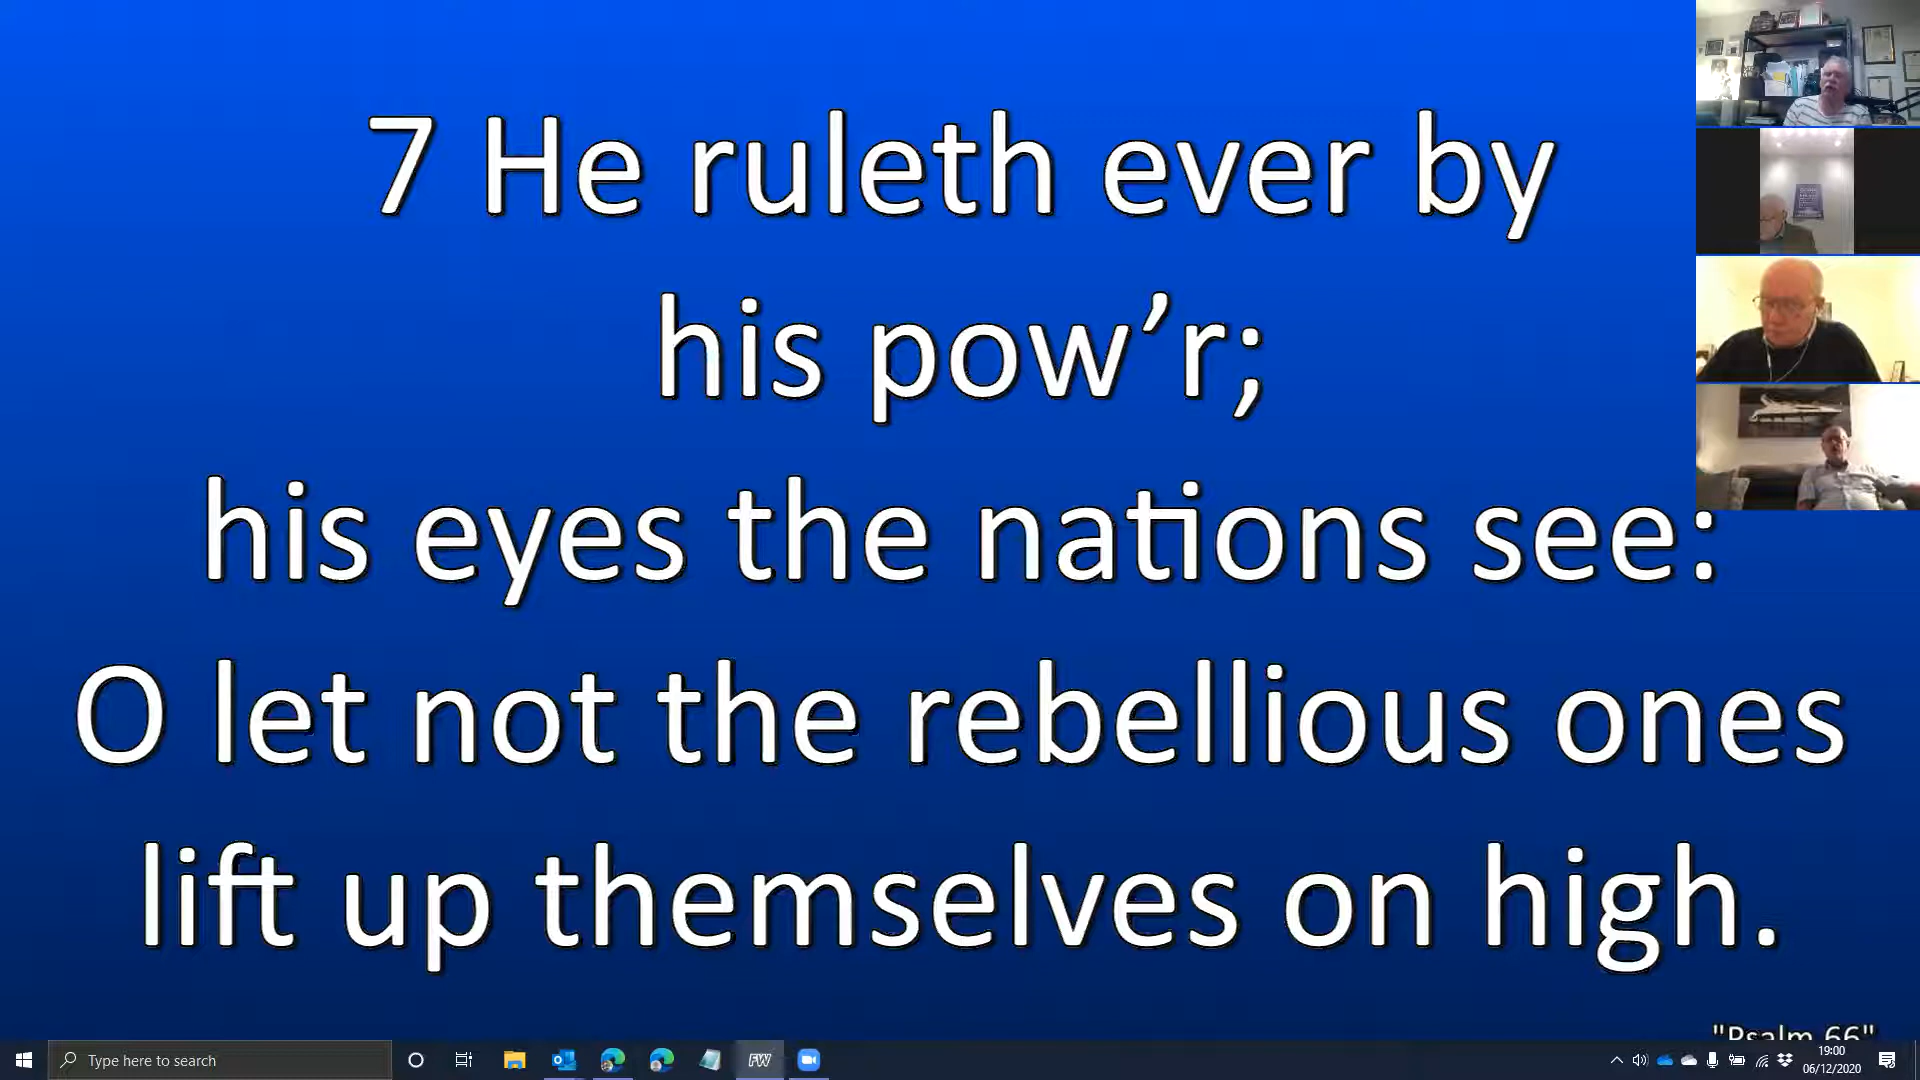 7 He ruleth ever by
his pow’r;
his eyes the nations see:
O let not the rebellious ones
lift up themselves on high.
"Psalm 66"
Type here to search
FW
19:00
06/12/2020